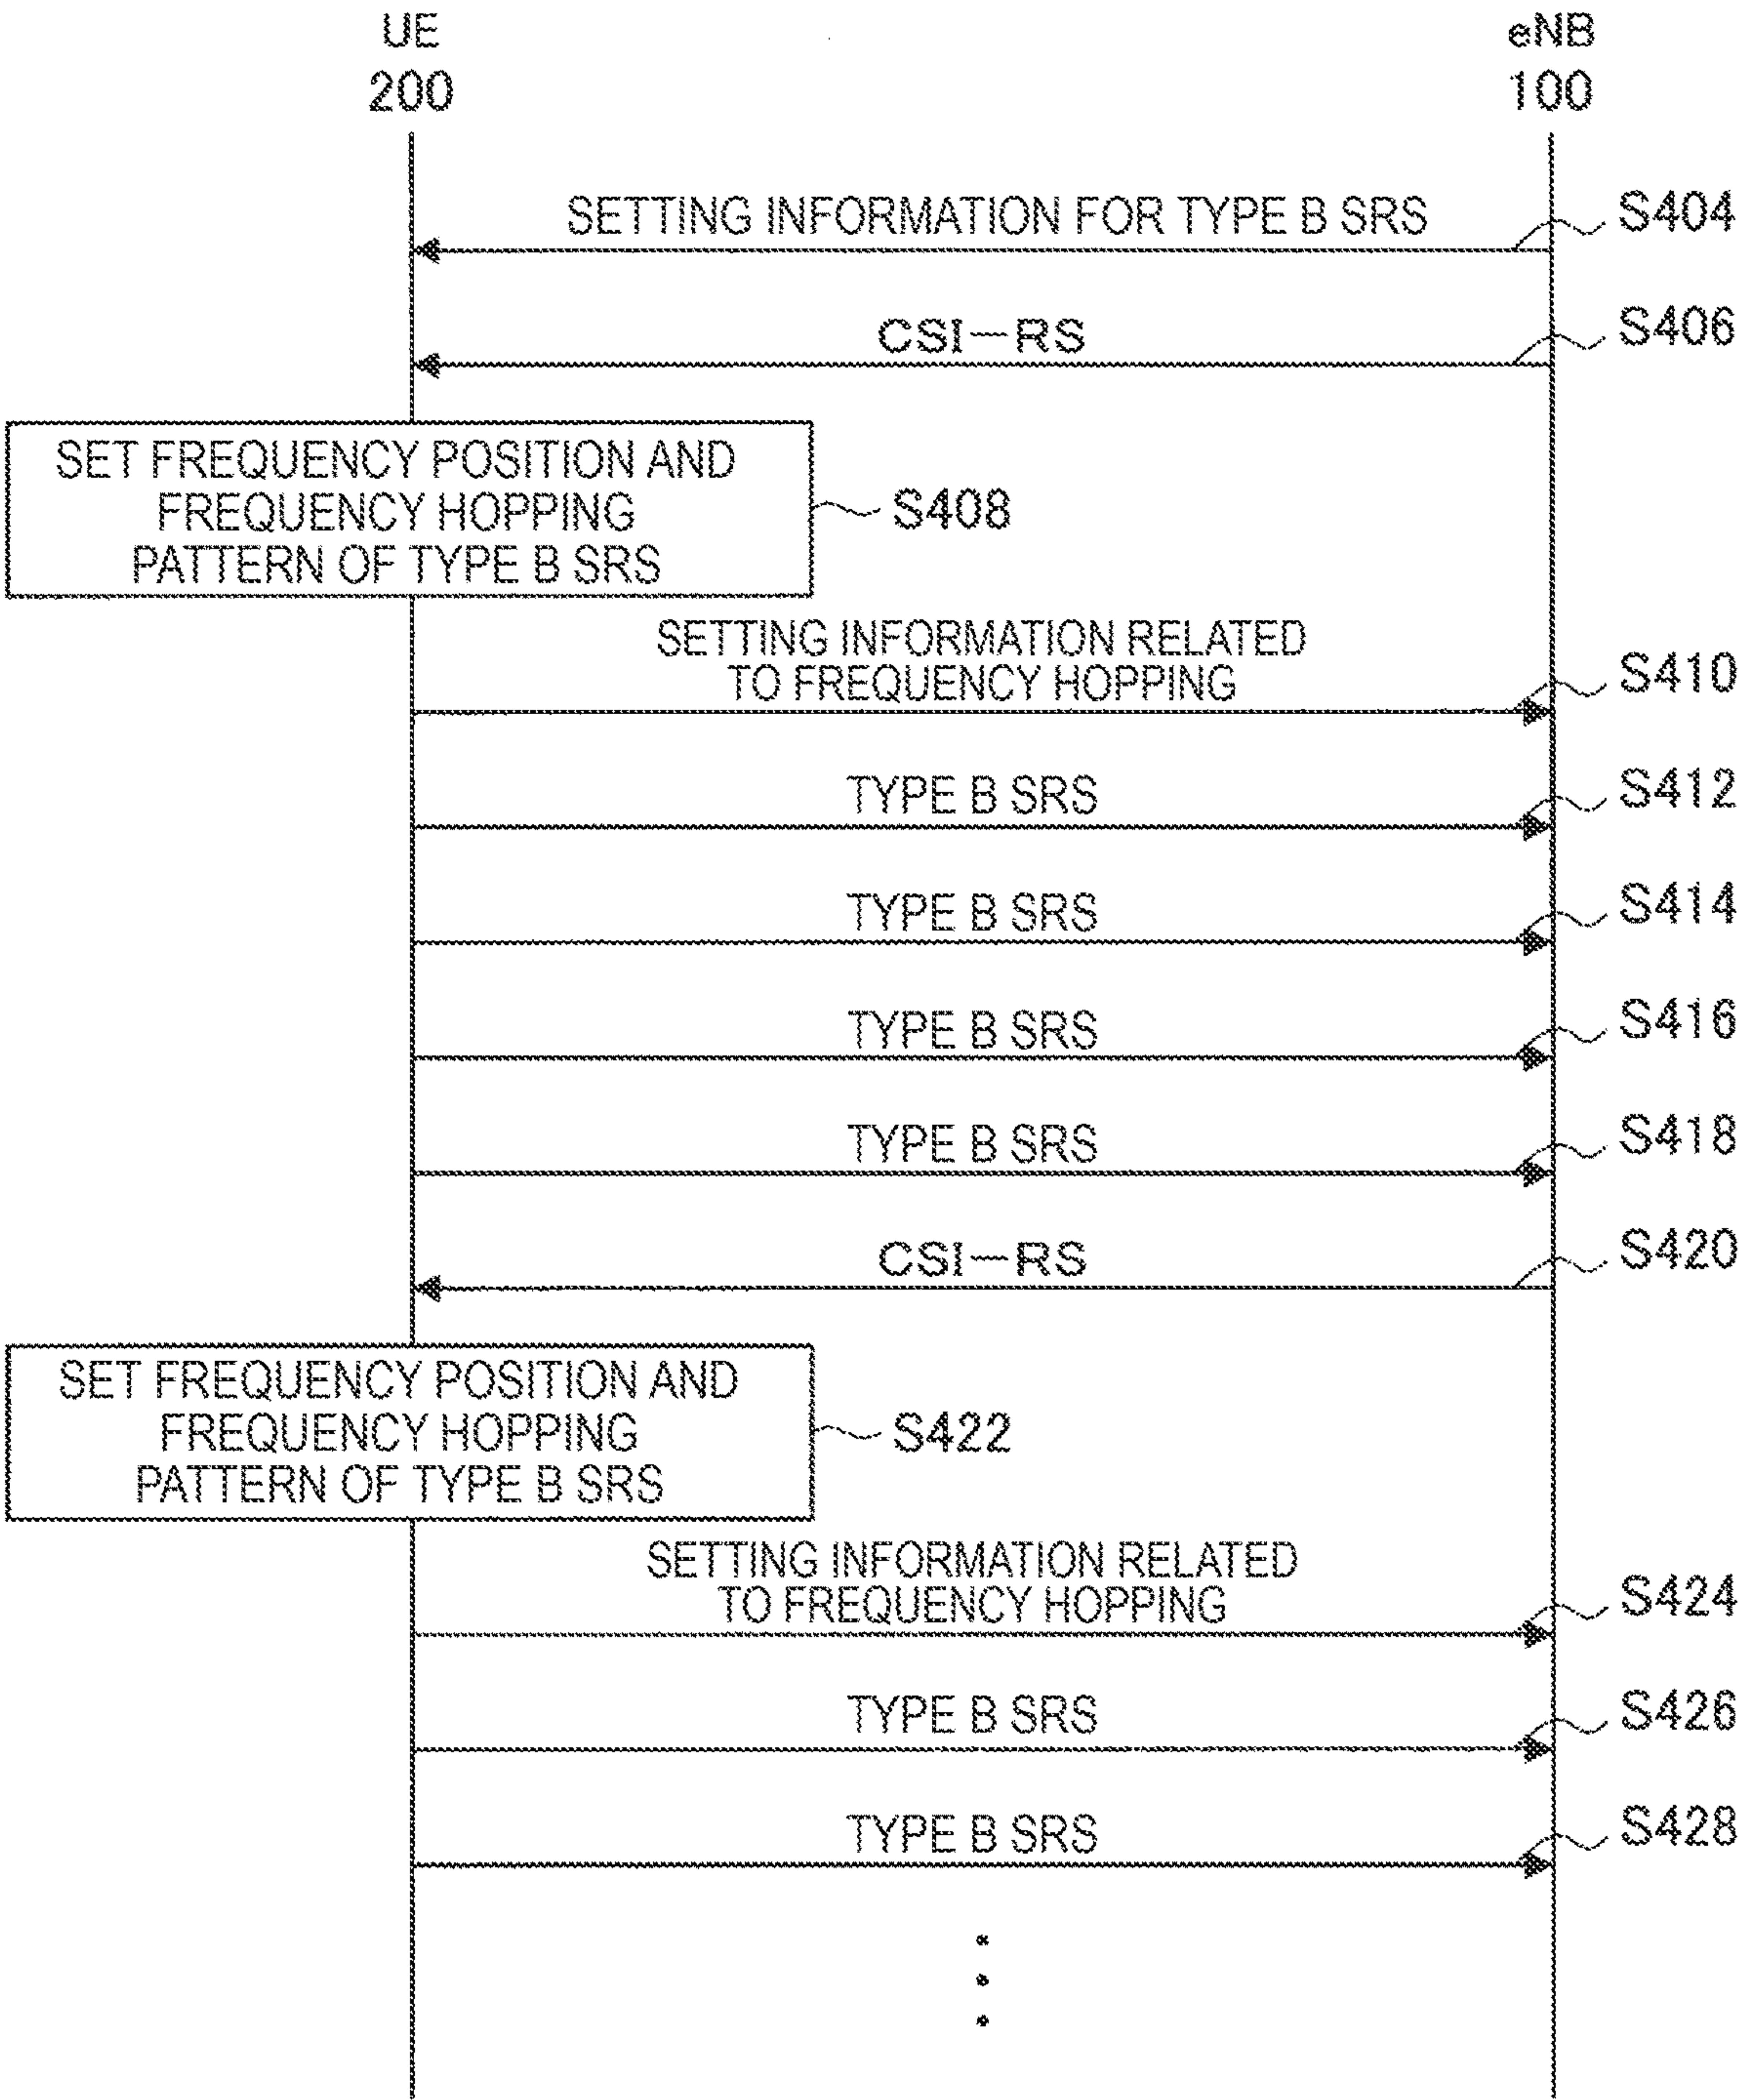 UE
200
eNB
100
SETTING INFORMATION FOR TYPE B SRS
S404
CSI-RS
S406
SET FREQUENCY POSITION AND
FREQUENCY HOPPING
PATTERN OF TYPE B SRS
S408
SETTING INFORMATION RELATED
TO FREQUENCY HOPPING
S410
TYPE B SRS
S412
TYPE B SRS
S414
TYPE B SRS
S416
TYPE B SRS
S418
CSI-RS
S420
SET FREQUENCY POSITION AND
FREQUENCY HOPPING
PATTERN OF TYPE B SRS
S422
SETTING INFORMATION RELATED
TO FREQUENCY HOPPING
S424
TYPE B SRS
S426
TYPE B SRS
S428